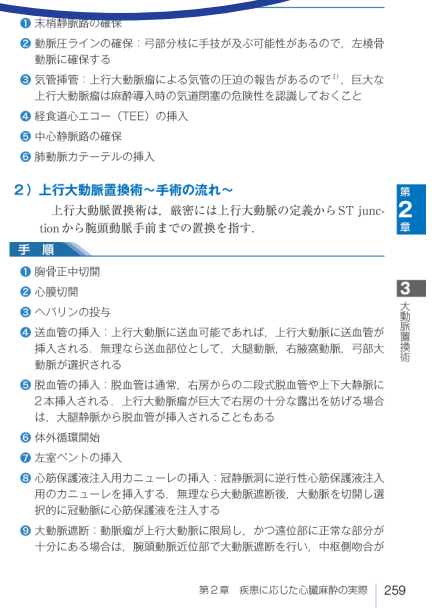 ❶ 末梢静脈路の確保
❷ 動脈圧ラインの確保：弓部分枝に手技が及ぶ可能性があるので，左橈骨
動脈に確保する
❸ 気管挿管：上行大動脈瘤による気管の圧迫の報告があるので1)，巨大な
上行大動脈瘤は麻酔導入時の気道閉塞の危険性を認識しておくこと
❹ 経食道心エコー（TEE）の挿入
❺ 中心静脈路の確保
❻ 肺動脈カテーテルの挿入
2）上行大動脈置換術〜手術の流れ〜
上行大動脈置換術は，厳密には上行大動脈の定義からST junc-
tionから腕頭動脈手前までの置換を指す．
手 順
❶ 胸骨正中切開
❷ 心膜切開
❸ ヘパリンの投与
❹ 送血管の挿入：上行大動脈に送血可能であれば，上行大動脈に送血管が
挿入される．無理なら送血部位として，大腿動脈，右腋窩動脈，弓部大
動脈が選択される
❺ 脱血管の挿入：脱血管は通常，右房からの二段式脱血管や上下大静脈に
2本挿入される．上行大動脈瘤が巨大で右房の十分な露出を妨げる場合
は，大腿静脈から脱血管が挿入されることもある
❻ 体外循環開始
❼ 左室ベントの挿入
❽ 心筋保護液注入用カニューレの挿入：冠静脈洞に逆行性心筋保護液注入
用のカニューレを挿入する．無理なら大動脈遮断後，大動脈を切開し選
択的に冠動脈に心筋保護液を注入する
❾ 大動脈遮断：動脈瘤が上行大動脈に限局し，かつ遠位部に正常な部分が
十分にある場合は，腕頭動脈近位部で大動脈遮断を行い，中枢側吻合が
第
2
章
3
大動脈置換術
第2章 疾患に応じた心臓麻酔の実際 259